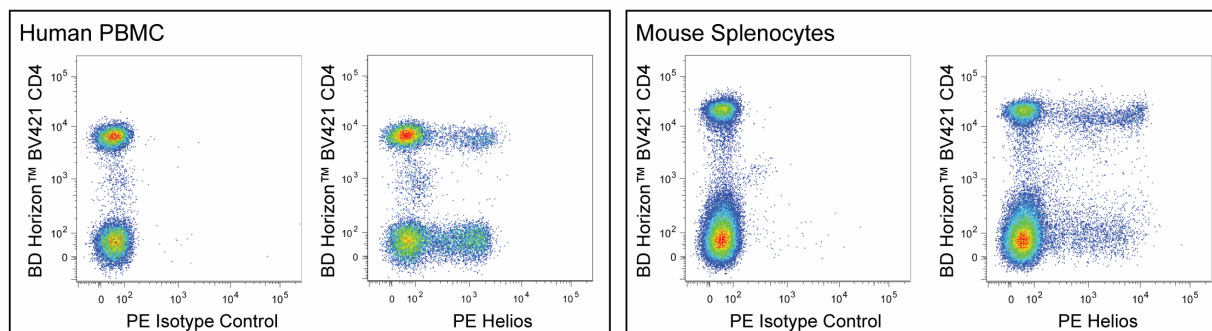 Human PBMC
BD Horizon™ BV421 CD4
10⁵
10⁴
10³
10²
0
0 10² 10³ 10⁴ 10⁵
PE Isotype Control
BD Horizon™ BV421 CD4
10⁵
10⁴
10³
10²
0
0 10² 10³ 10⁴ 10⁵
PE Helios
Mouse Splenocytes
BD Horizon™ BV421 CD4
10⁵
10⁴
10³
10²
0
0 10² 10³ 10⁴ 10⁵
PE Isotype Control
BD Horizon™ BV421 CD4
10⁵
10⁴
10³
10²
0
0 10² 10³ 10⁴ 10⁵
PE Helios